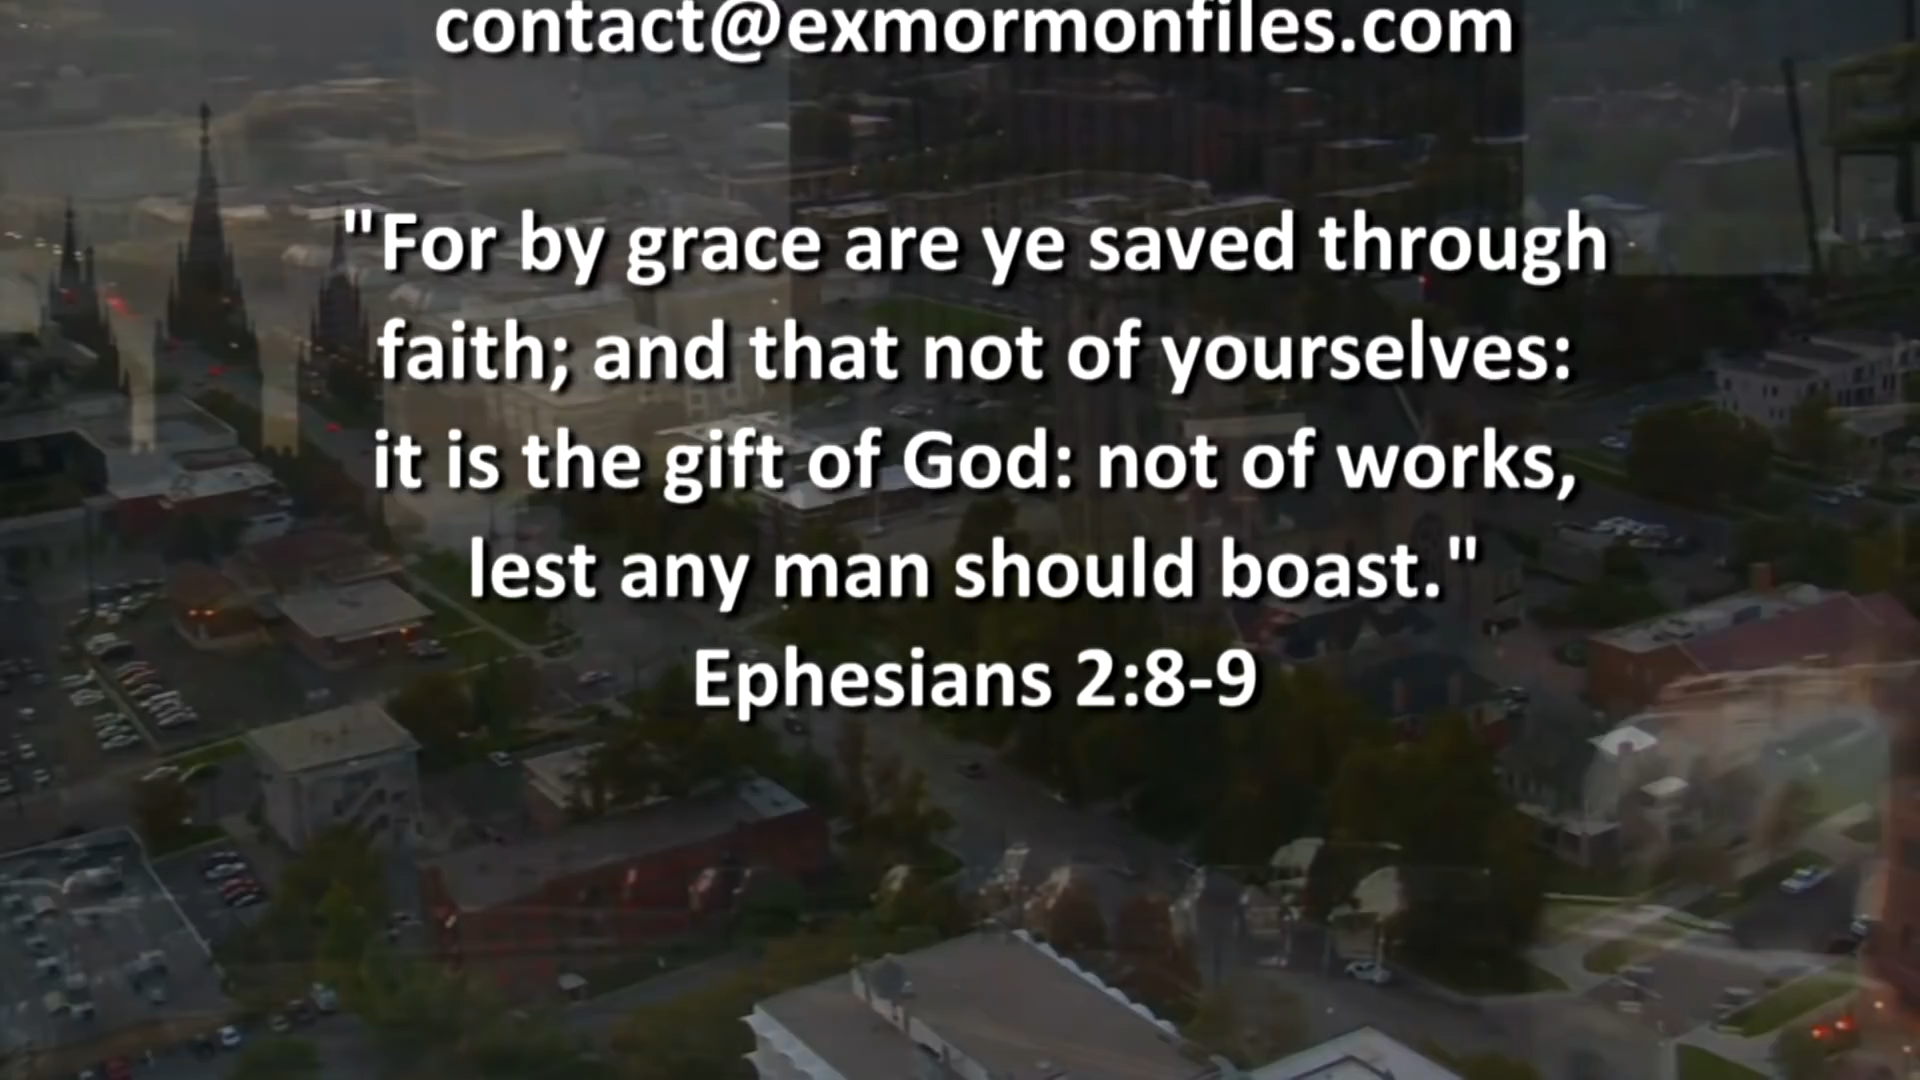 contact@exmormonfiles.com
"For by grace are ye saved through
faith; and that not of yourselves:
it is the gift of God: not of works,
lest any man should boast."
Ephesians 2:8-9